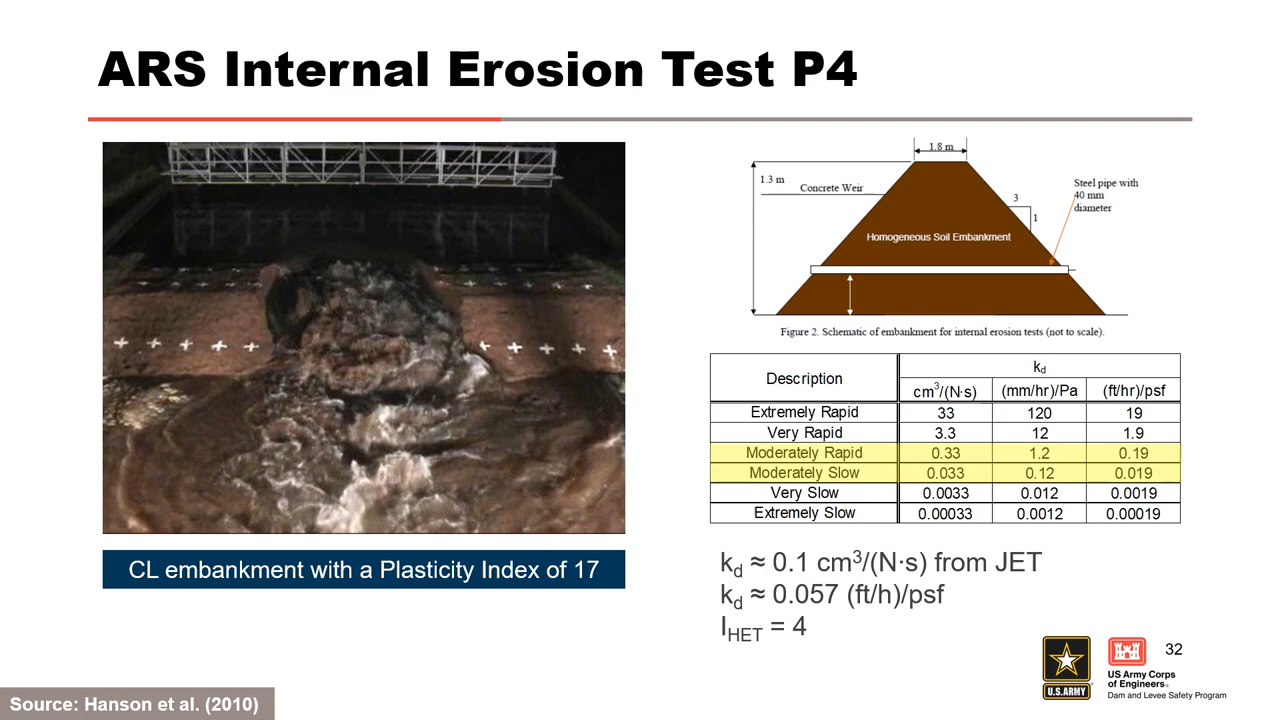 ARS Internal Erosion Test P4
CL embankment with a Plasticity Index of 17
1.8 m
1.3 m
Concrete Weir
3
1
Steel pipe with
40 mm
diameter
Homogeneous Soil Embankment
Figure 2. Schematic of embankment for internal erosion tests (not to scale).
Description kd
cm³/(N·s) (mm/hr)/Pa (ft/hr)/psf
Extremely Rapid 33 120 19
Very Rapid 3.3 12 1.9
Moderately Rapid 0.33 1.2 0.19
Moderately Slow 0.033 0.12 0.019
Very Slow 0.0033 0.012 0.0019
Extremely Slow 0.00033 0.0012 0.00019
kd ≈ 0.1 cm³/(N·s) from JET
kd ≈ 0.057 (ft/h)/psf
IHET = 4
32
U.S.ARMY
US Army Corps
of Engineers®
Dam and Levee Safety Program
Source: Hanson et al. (2010)